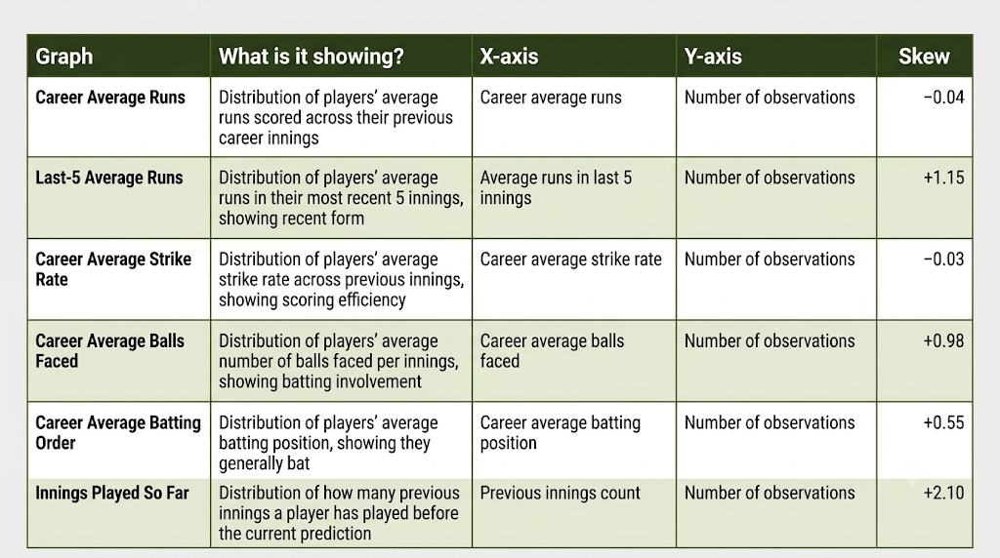 Graph What is it showing? X-axis Y-axis Skew
Career Average Runs Distribution of players’ average Career average runs Number of observations −0.04
runs scored across their previous
career innings
Last-5 Average Runs Distribution of players’ average Average runs in last 5 Number of observations +1.15
runs in their most recent 5 innings, innings
showing recent form
Career Average Strike Distribution of players’ average Career average strike rate Number of observations −0.03
Rate strike rate across previous innings,
showing scoring efficiency
Career Average Balls Distribution of players’ average Career average balls Number of observations +0.98
Faced number of balls faced per innings, faced
showing batting involvement
Career Average Batting Distribution of players’ average Career average batting Number of observations +0.55
Order batting position, showing they position
generally bat
Innings Played So Far Distribution of how many previous Previous innings count Number of observations +2.10
innings a player has played before
the current prediction